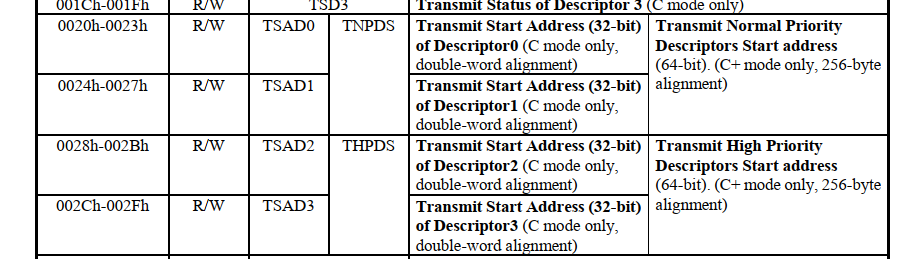 001Ch-001Fh R/W TSD3 Transmit Status of Descriptor 3 (C mode only)
0020h-0023h R/W TSAD0 TNPDS Transmit Start Address (32-bit) Transmit Normal Priority
of Descriptor0 (C mode only, Descriptors Start address
double-word alignment) (64-bit). (C+ mode only, 256-byte
0024h-0027h R/W TSAD1 Transmit Start Address (32-bit) alignment)
of Descriptor1 (C mode only,
double-word alignment)
0028h-002Bh R/W TSAD2 THPDS Transmit Start Address (32-bit) Transmit High Priority
of Descriptor2 (C mode only, Descriptors Start address
double-word alignment) (64-bit). (C+ mode only, 256-byte
002Ch-002Fh R/W TSAD3 Transmit Start Address (32-bit) alignment)
of Descriptor3 (C mode only,
double-word alignment)